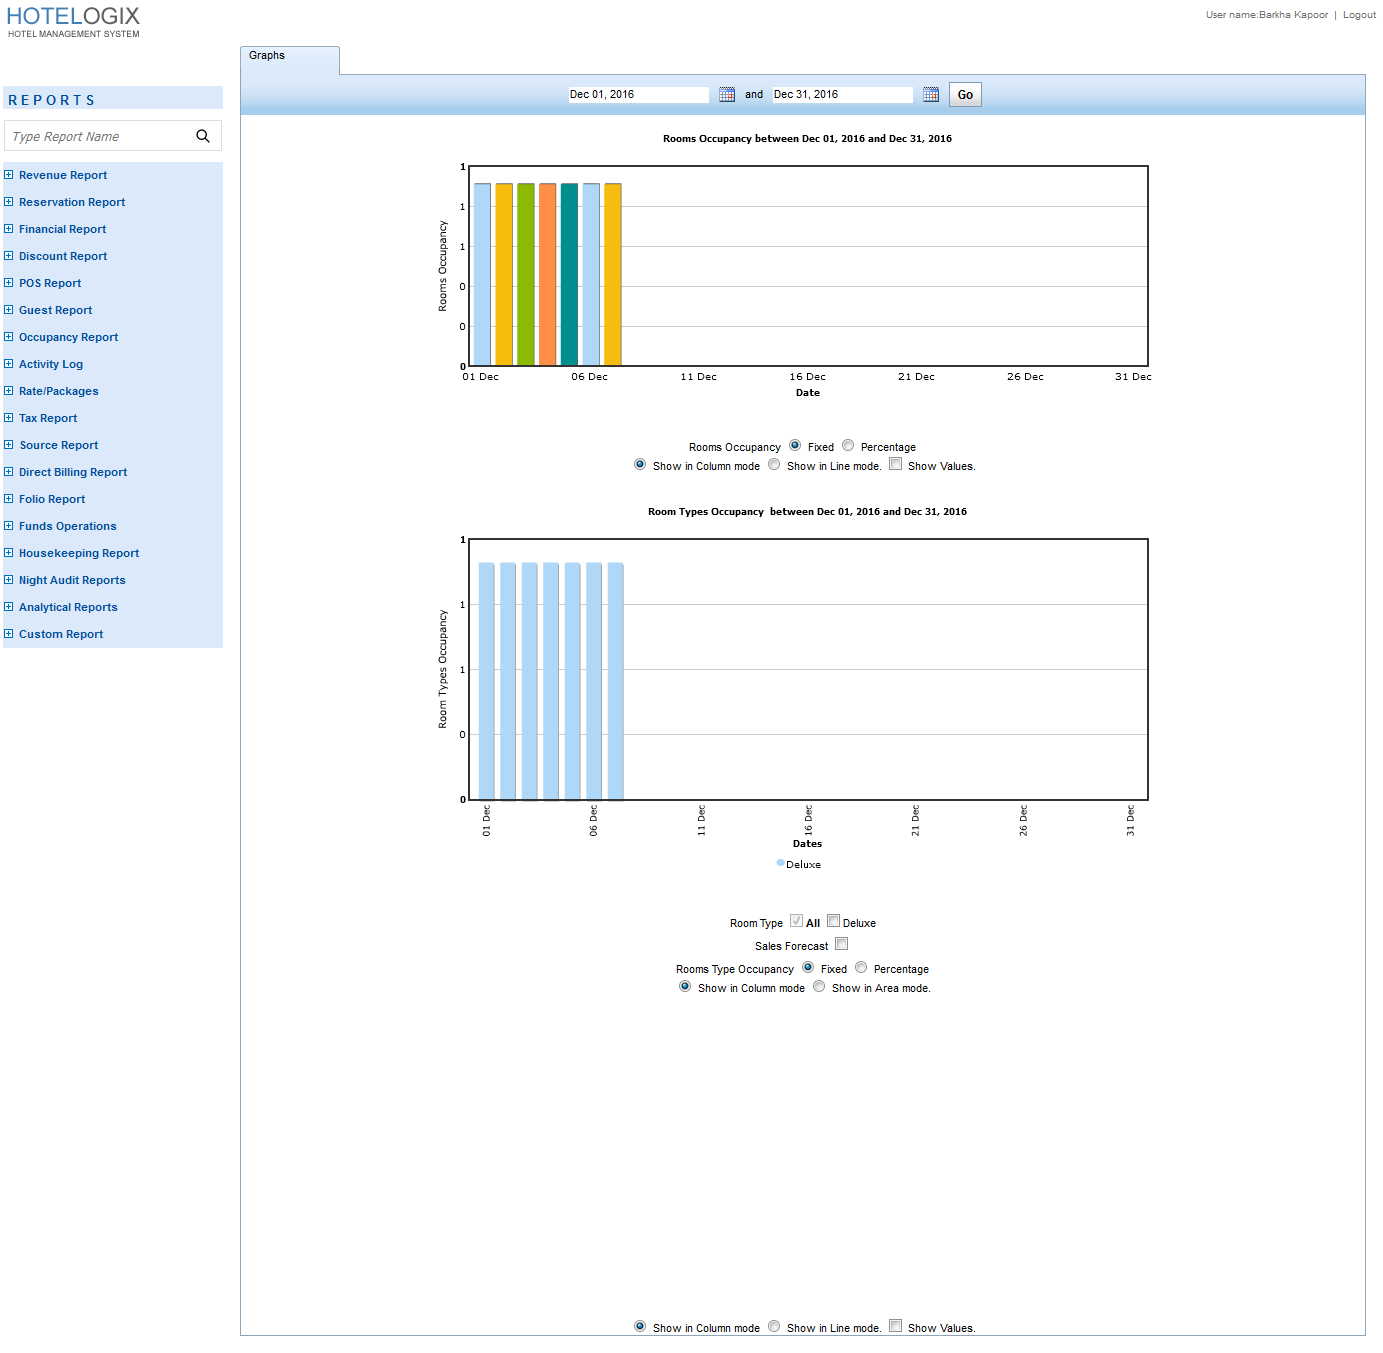 HOTELOGIX
HOTEL MANAGEMENT SYSTEM
User name:Barkha Kapoor | Logout
Graphs
REPORTS
Type Report Name
Revenue Report
Reservation Report
Financial Report
Discount Report
POS Report
Guest Report
Occupancy Report
Activity Log
Rate/Packages
Tax Report
Source Report
Direct Billing Report
Folio Report
Funds Operations
Housekeeping Report
Night Audit Reports
Analytical Reports
Custom Report
Dec 01, 2016 and Dec 31, 2016 Go
Rooms Occupancy between Dec 01, 2016 and Dec 31, 2016
Rooms Occupancy
1
1
1
0
0
0
01 Dec 06 Dec 11 Dec 16 Dec 21 Dec 26 Dec 31 Dec
Date
Rooms Occupancy Fixed Percentage
Show in Column mode Show in Line mode. Show Values.
Room Types Occupancy between Dec 01, 2016 and Dec 31, 2016
Room Types Occupancy
1
1
1
0
0
01 Dec 06 Dec 11 Dec 16 Dec 21 Dec 26 Dec 31 Dec
Dates
Deluxe
Room Type All Deluxe
Sales Forecast
Rooms Type Occupancy Fixed Percentage
Show in Column mode Show in Area mode.
Show in Column mode Show in Line mode. Show Values.